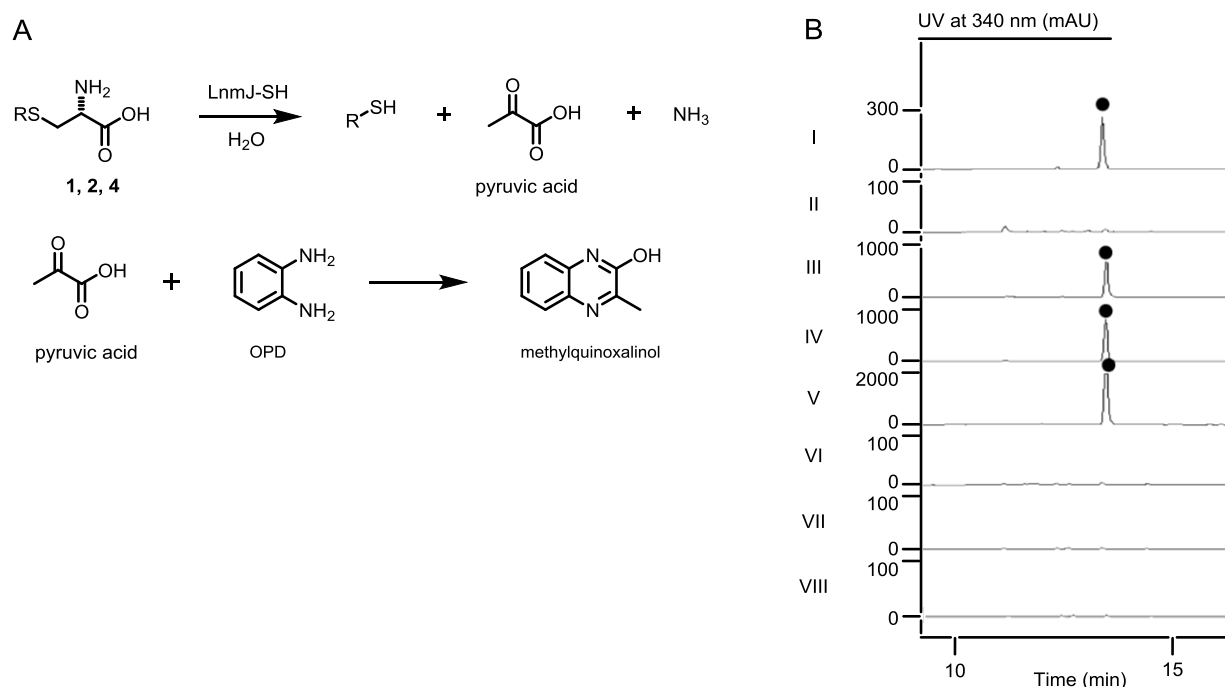 A
NH2
RS
OH
O
1, 2, 4
LnmJ-SH
H2O
R
SH
+
O
OH
O
pyruvic acid
+
NH3
O
OH
O
pyruvic acid
+
NH2
NH2
OPD
N
OH
N
methylquinoxalinol
B
UV at 340 nm (mAU)
I
300
0
II
100
0
III
1000
0
IV
1000
0
V
2000
0
VI
100
0
VII
100
0
VIII
100
0
10
15
Time (min)